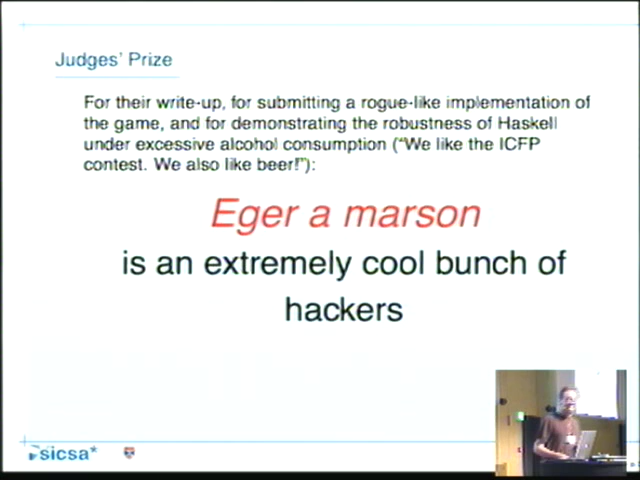 Judges' Prize
For their write-up, for submitting a rogue-like implementation of
the game, and for demonstrating the robustness of Haskell
under excessive alcohol consumption ("We like the ICFP
contest. We also like beer!"):
Eger a marson
is an extremely cool bunch of
hackers
sicsa*